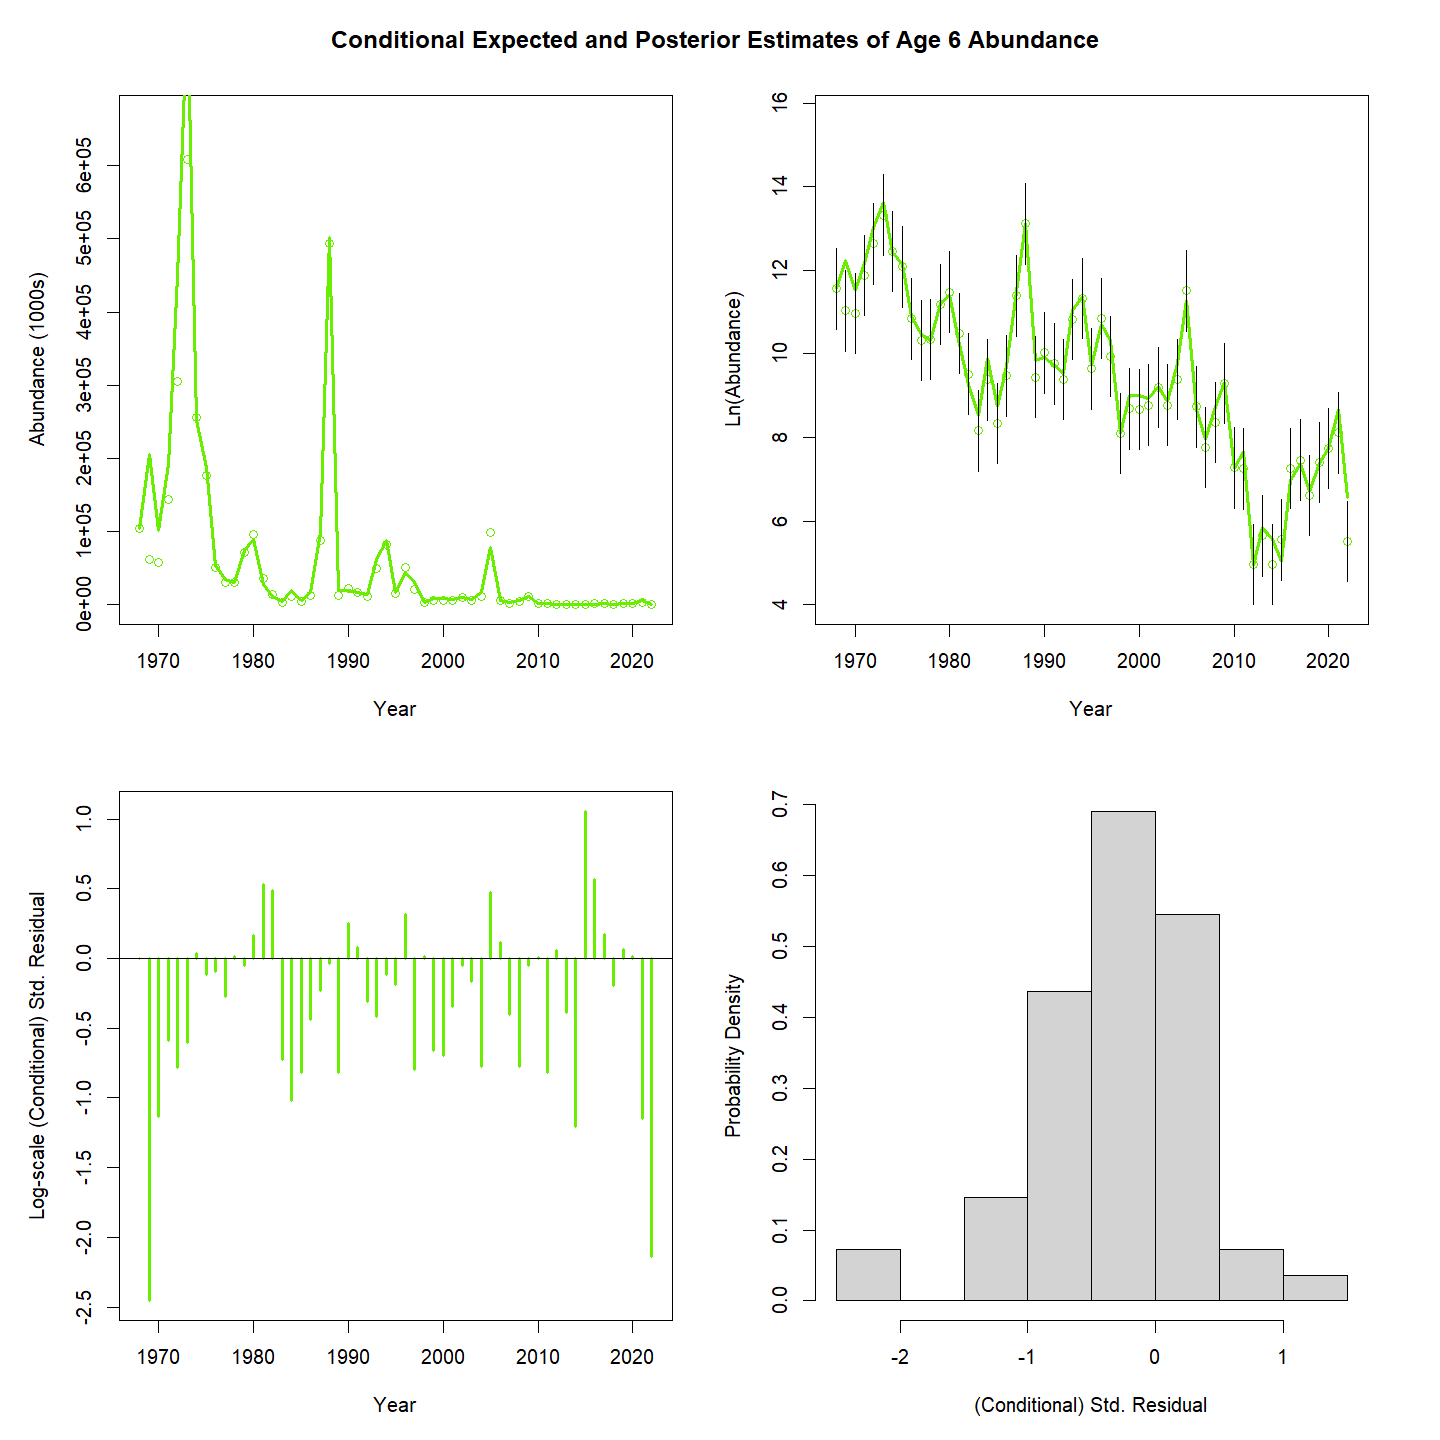 Conditional Expected and Posterior Estimates of Age 6 Abundance
Abundance (1000s)
0e+00 1e+05 2e+05 3e+05 4e+05 5e+05 6e+05
1970 1980 1990 2000 2010 2020
Year
Ln(Abundance)
4 6 8 10 12 14 16
1970 1980 1990 2000 2010 2020
Year
Log-scale (Conditional) Std. Residual
-2.5 -2.0 -1.5 -1.0 -0.5 0.0 0.5 1.0
1970 1980 1990 2000 2010 2020
Year
Probability Density
0.0 0.1 0.2 0.3 0.4 0.5 0.6 0.7
-2 -1 0 1
(Conditional) Std. Residual